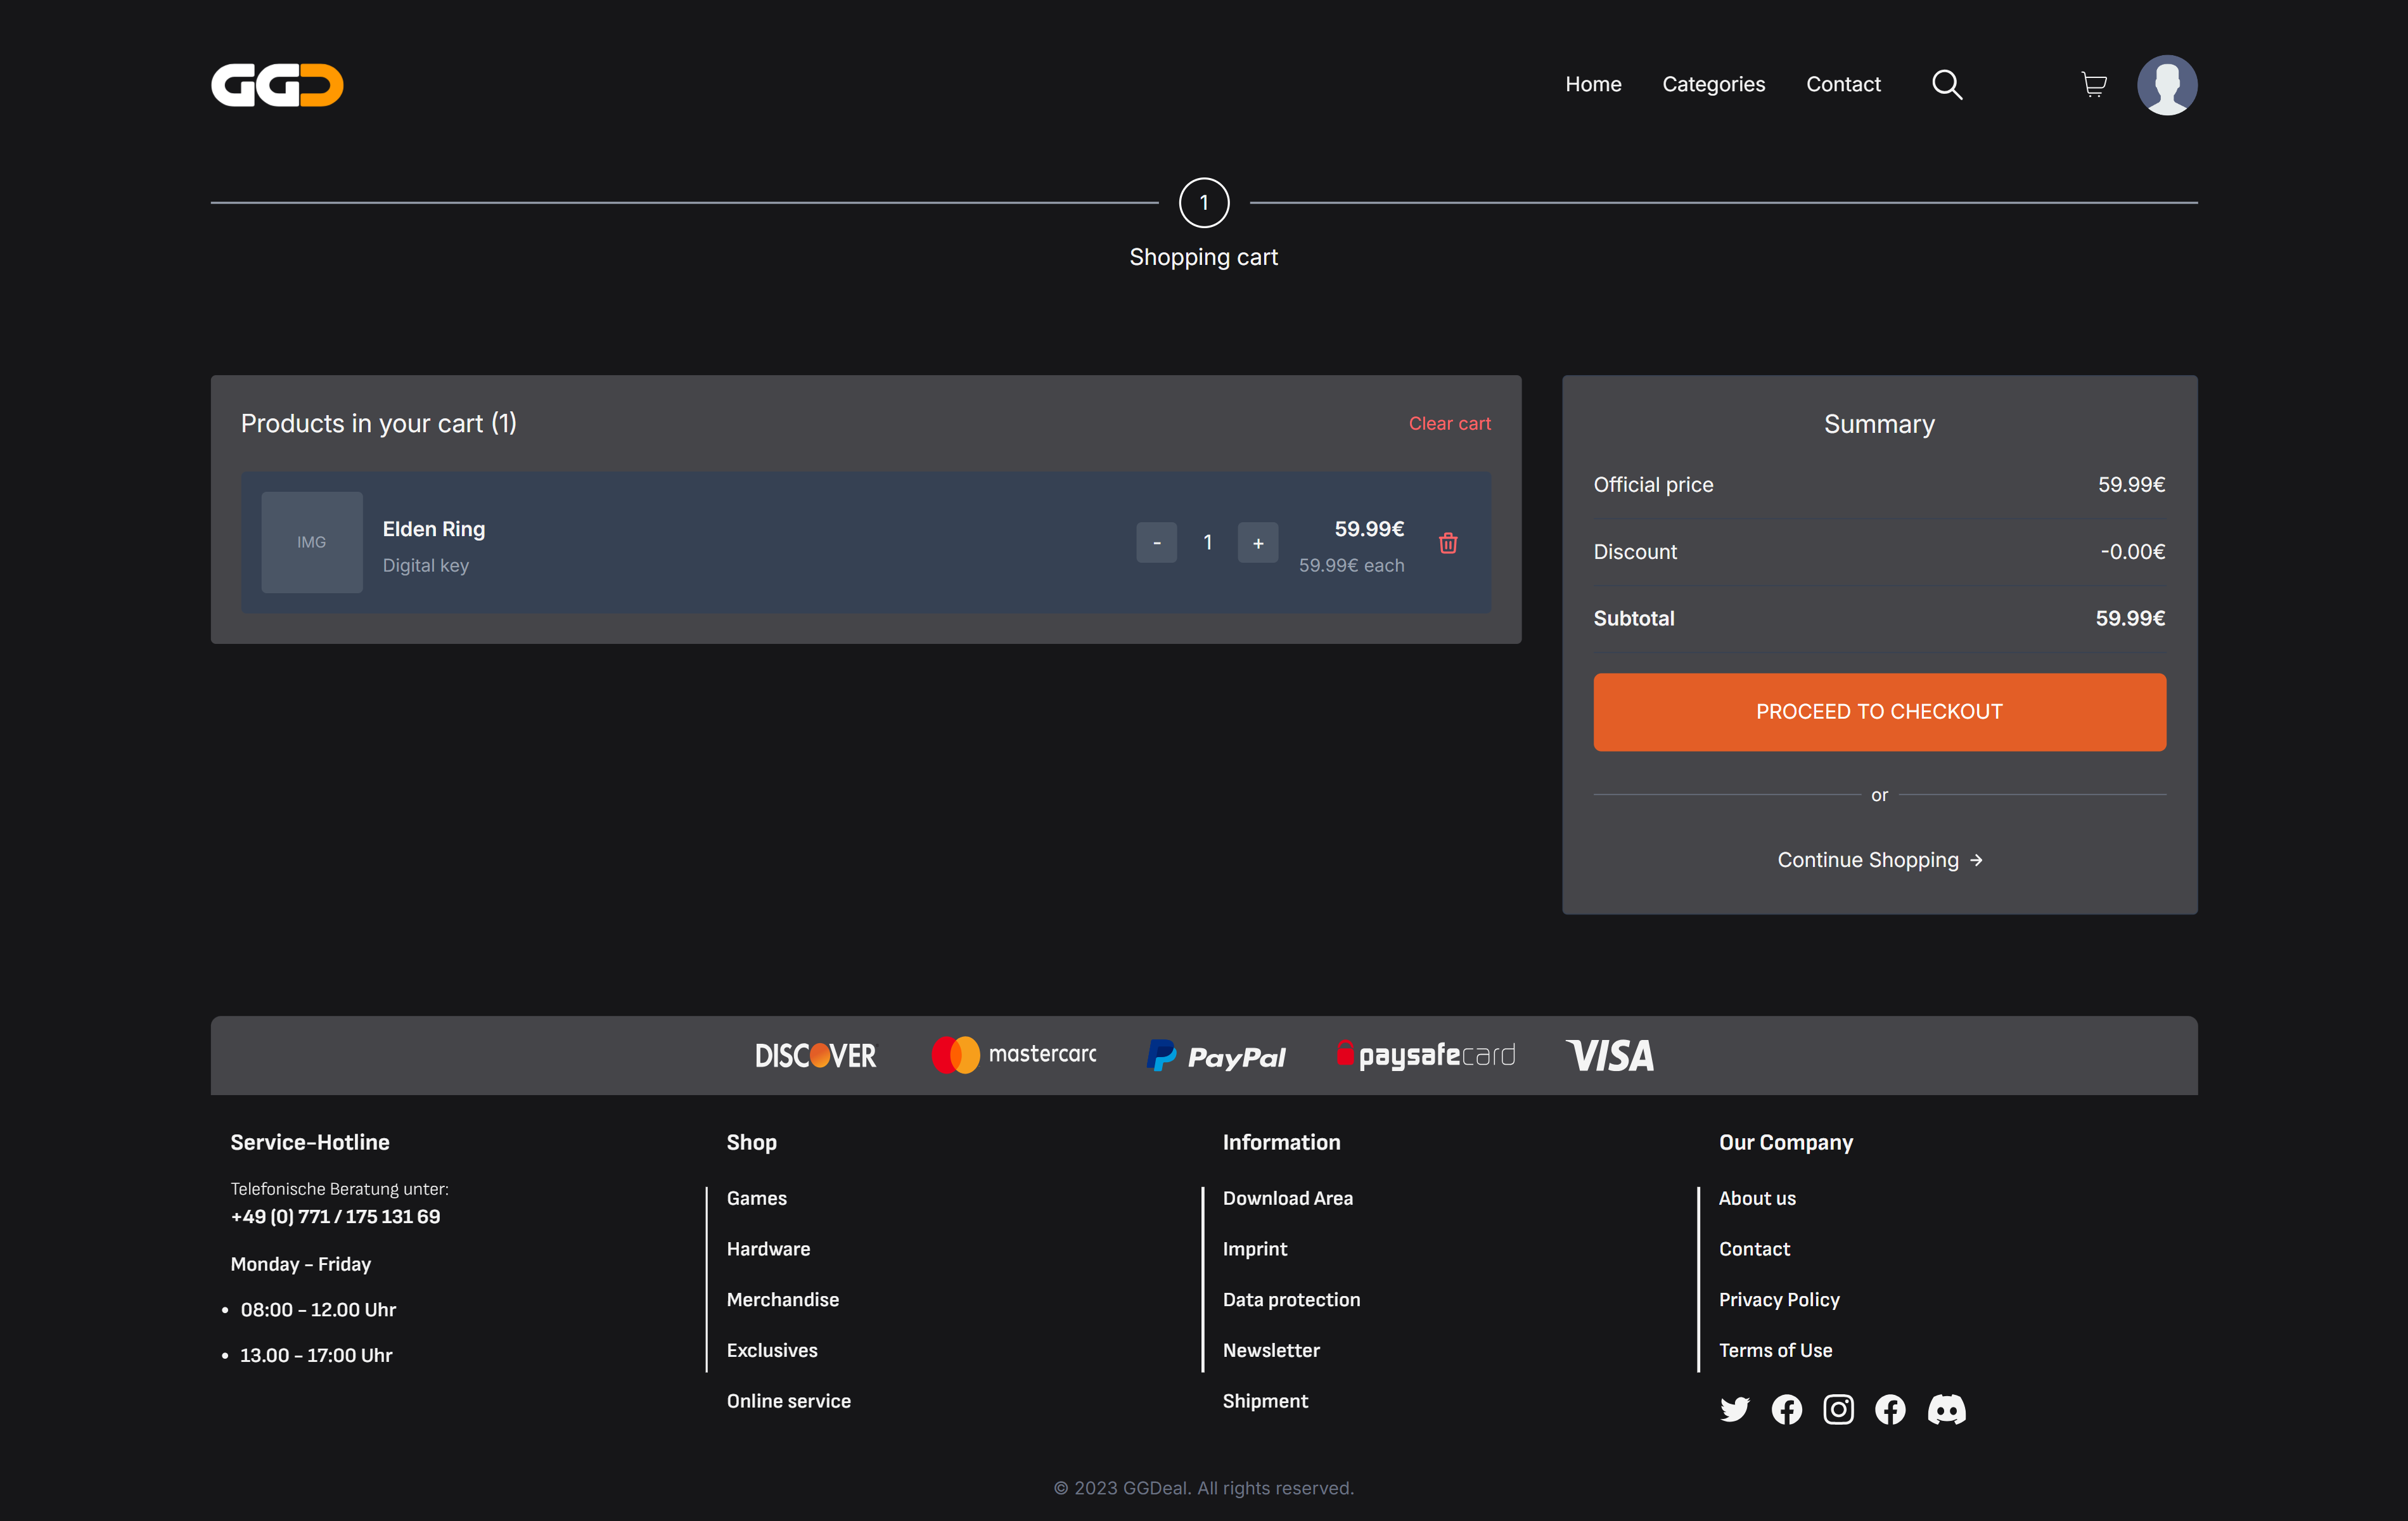 GGD
Home Categories Contact
1
Shopping cart
Products in your cart (1)
Clear cart
IMG
Elden Ring
Digital key
- 1 +
59.99€
59.99€ each
Summary
Official price 59.99€
Discount -0.00€
Subtotal 59.99€
PROCEED TO CHECKOUT
or
Continue Shopping →
DISCOVER mastercarc PayPal paysafecard VISA
Service-Hotline
Telefonische Beratung unter:
+49 (0) 771 / 175 131 69
Monday - Friday
• 08:00 - 12.00 Uhr
• 13.00 - 17:00 Uhr
Shop
Games
Hardware
Merchandise
Exclusives
Online service
Information
Download Area
Imprint
Data protection
Newsletter
Shipment
Our Company
About us
Contact
Privacy Policy
Terms of Use
© 2023 GGDeal. All rights reserved.